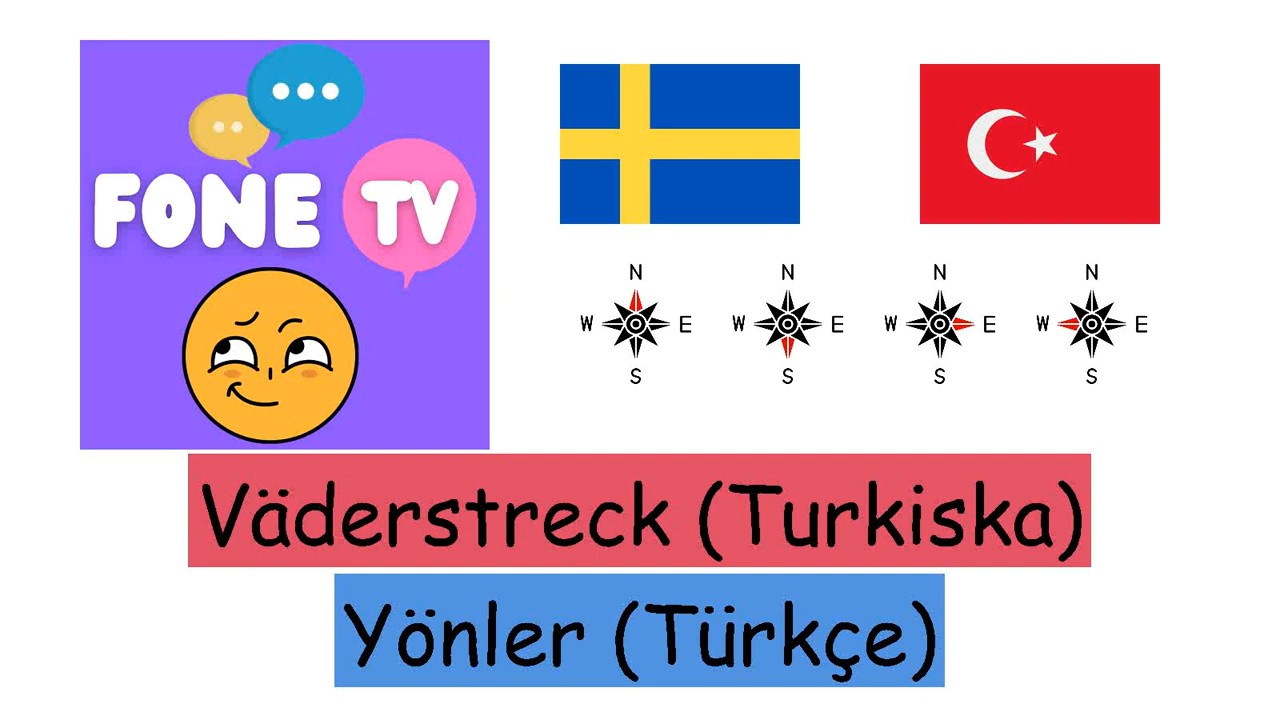 FONE TV
N N N N
W E W E W E W E
S S S S
Väderstreck (Turkiska)
Yönler (Türkçe)